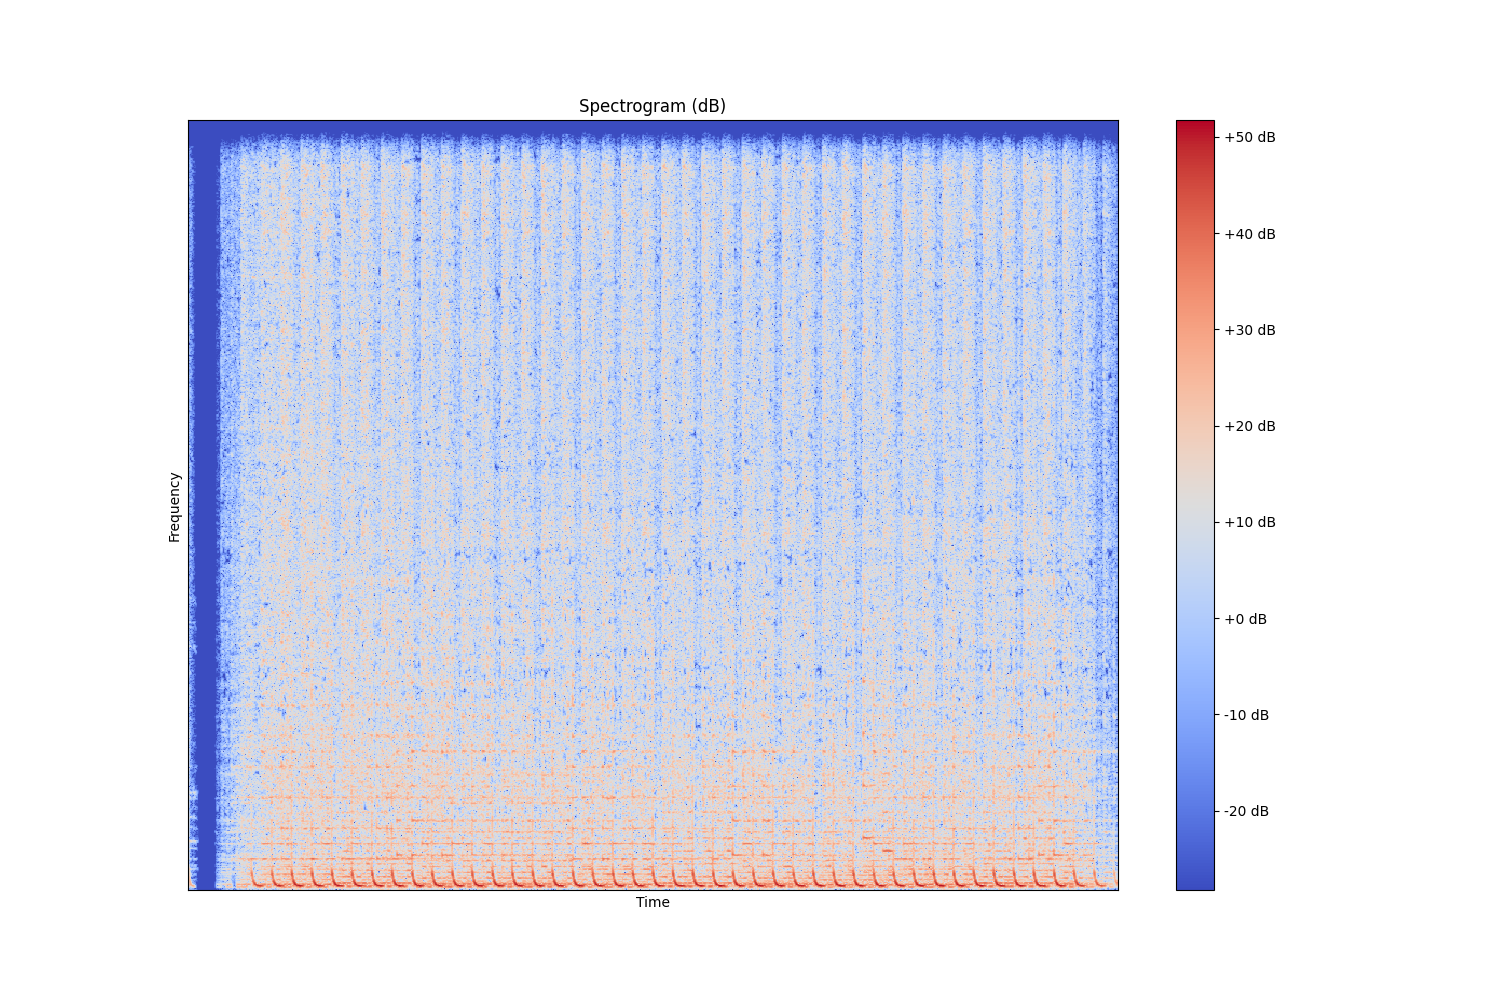 Spectrogram (dB)
+50 dB
+40 dB
+30 dB
+20 dB
+10 dB
+0 dB
-10 dB
-20 dB
Frequency
Time